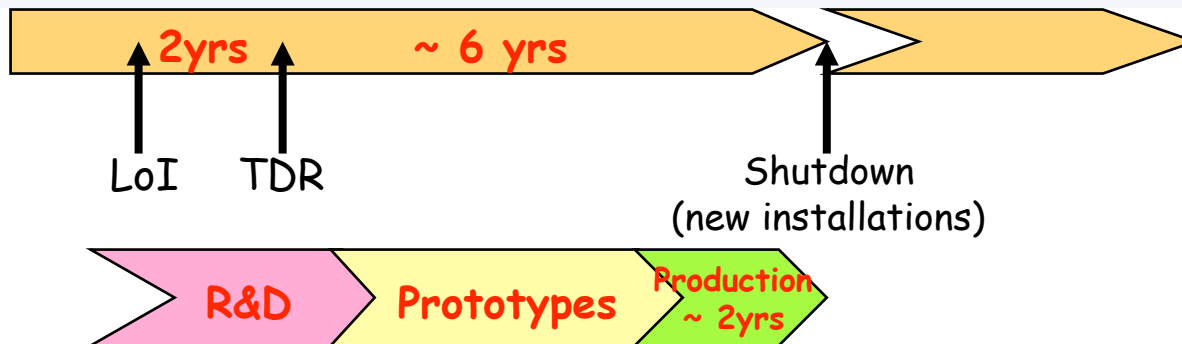 2yrs
~ 6 yrs
LoI
TDR
Shutdown
(new installations)
R&D
Prototypes
Production
~ 2yrs